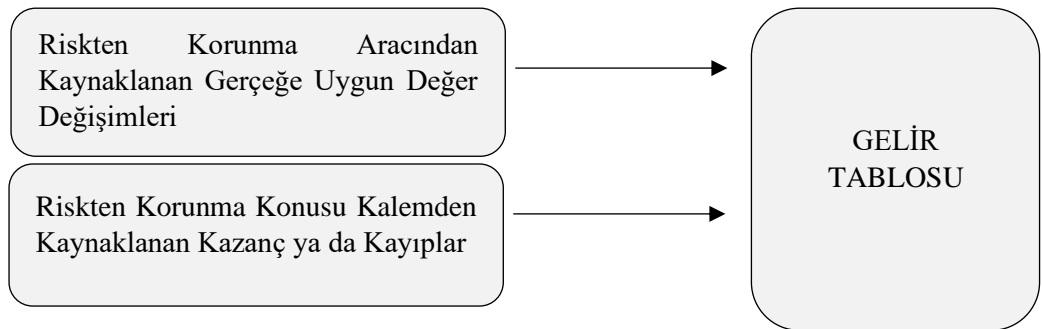 Riskten Korunma Aracından
Kaynaklanan Gerçeğe Uygun Değer
Değişimleri
GELİR
TABLOSU
Riskten Korunma Konusu Kalemden
Kaynaklanan Kazanç ya da Kayıplar